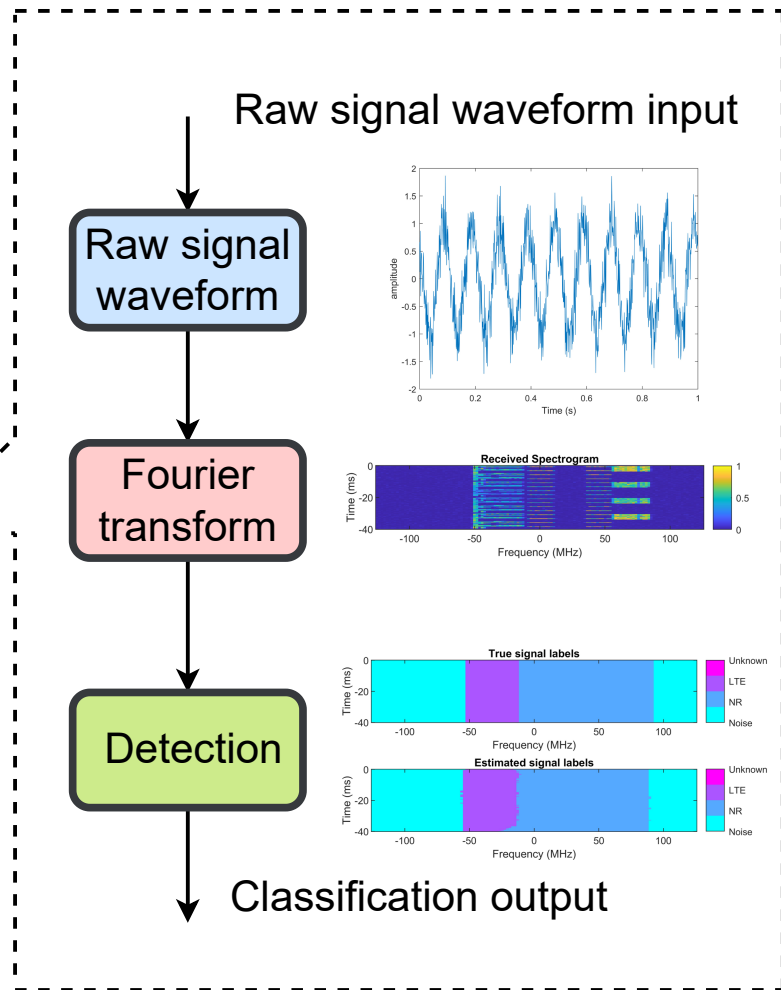 Raw signal waveform input
Raw signal
waveform
2
1.5
1
0.5
0
-0.5
-1
-1.5
-2
amplitude
0
0.2
0.4
0.6
0.8
1
Time (s)
Fourier
transform
Received Spectrogram
0
-20
-40
Time (ms)
-100
-50
0
50
100
Frequency (MHz)
1
0
Detection
True signal labels
0
-20
-40
Time (ms)
-100
-50
0
50
100
Frequency (MHz)
Unknown
LTE
NR
Noise
Estimated signal labels
0
-20
-40
Time (ms)
-100
-50
0
50
100
Frequency (MHz)
Unknown
LTE
NR
Noise
Classification output